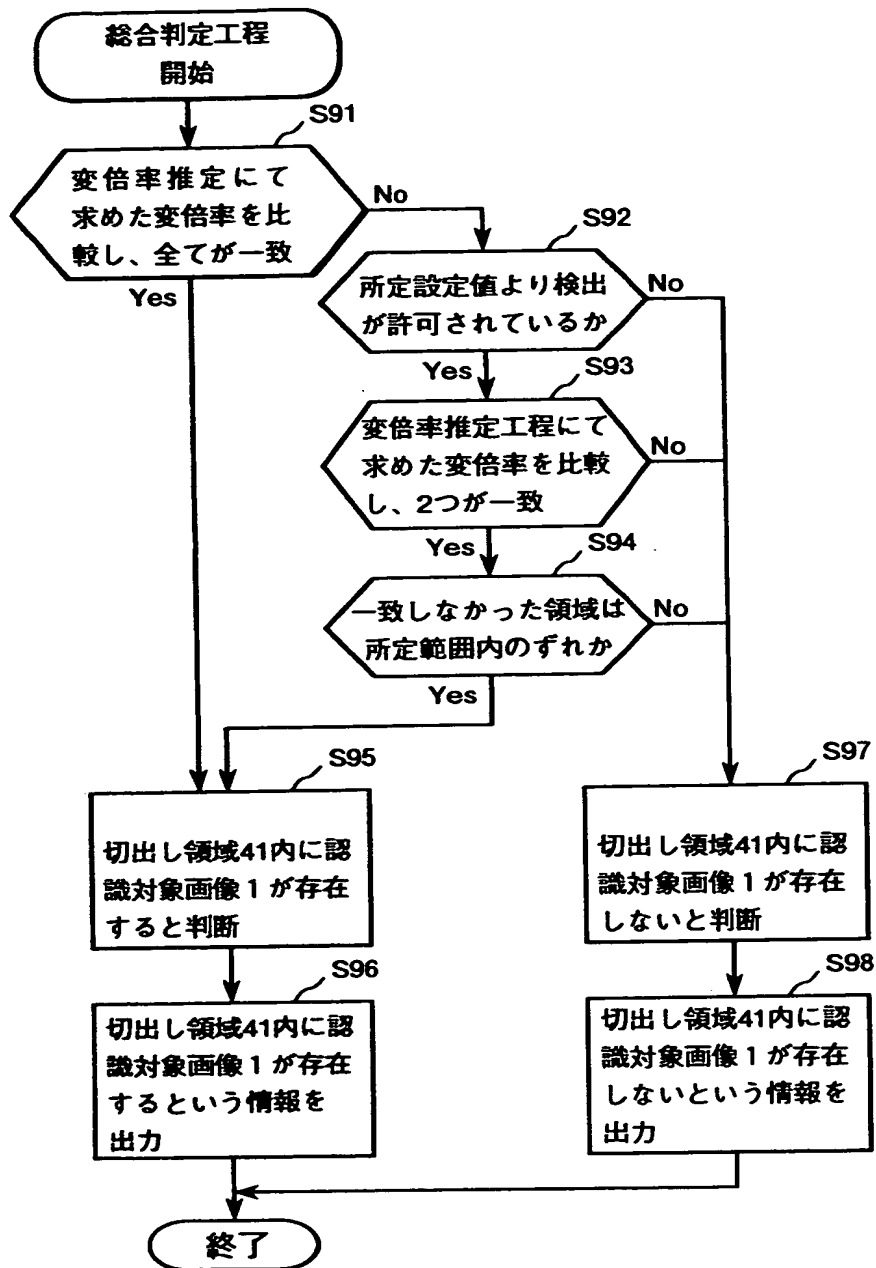 総合判定工程
開始
S91
変倍率推定にて
求めた変倍率を比
較し、全てが一致
No
Yes
S92
所定設定値より検出
が許可されているか
No
Yes
S93
変倍率推定工程にて
求めた変倍率を比較
し、2つが一致
No
Yes
S94
一致しなかった領域は
所定範囲内のずれか
No
Yes
S95
切出し領域41内に認
識対象画像1が存在
すると判断
S97
切出し領域41内に認
識対象画像1が存在
しないと判断
S96
切出し領域41内に認
識対象画像1が存在
するという情報を
出力
S98
切出し領域41内に認
識対象画像1が存在
しないという情報を
出力
終了